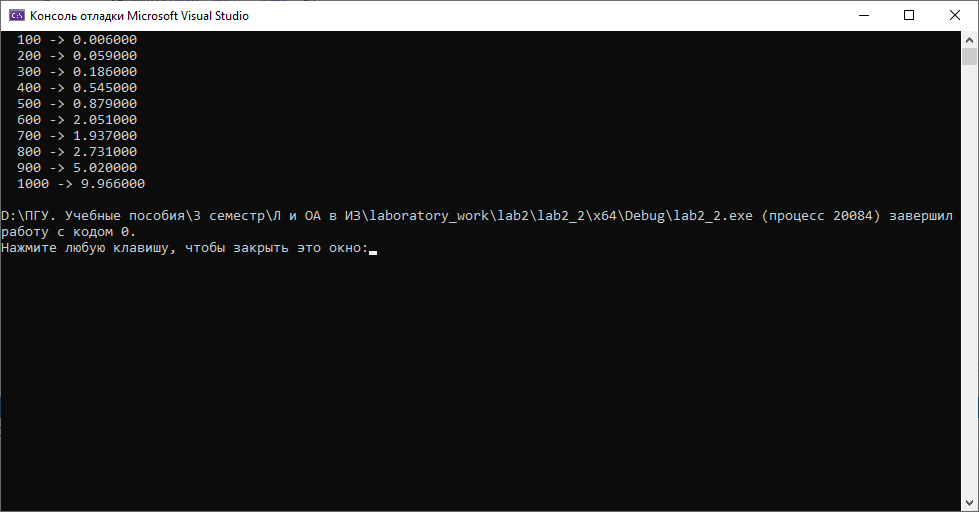 Консоль отладки Microsoft Visual Studio
100 -> 0.006000
200 -> 0.059000
300 -> 0.186000
400 -> 0.545000
500 -> 0.879000
600 -> 2.051000
700 -> 1.937000
800 -> 2.731000
900 -> 5.020000
1000 -> 9.966000
D:\ПГУ. Учебные пособия\3 семестр\Л и ОА в ИЗ\laboratory_work\lab2\lab2_2\x64\Debug\lab2_2.exe (процесс 20084) завершил
работу с кодом 0.
Нажмите любую клавишу, чтобы закрыть это окно: